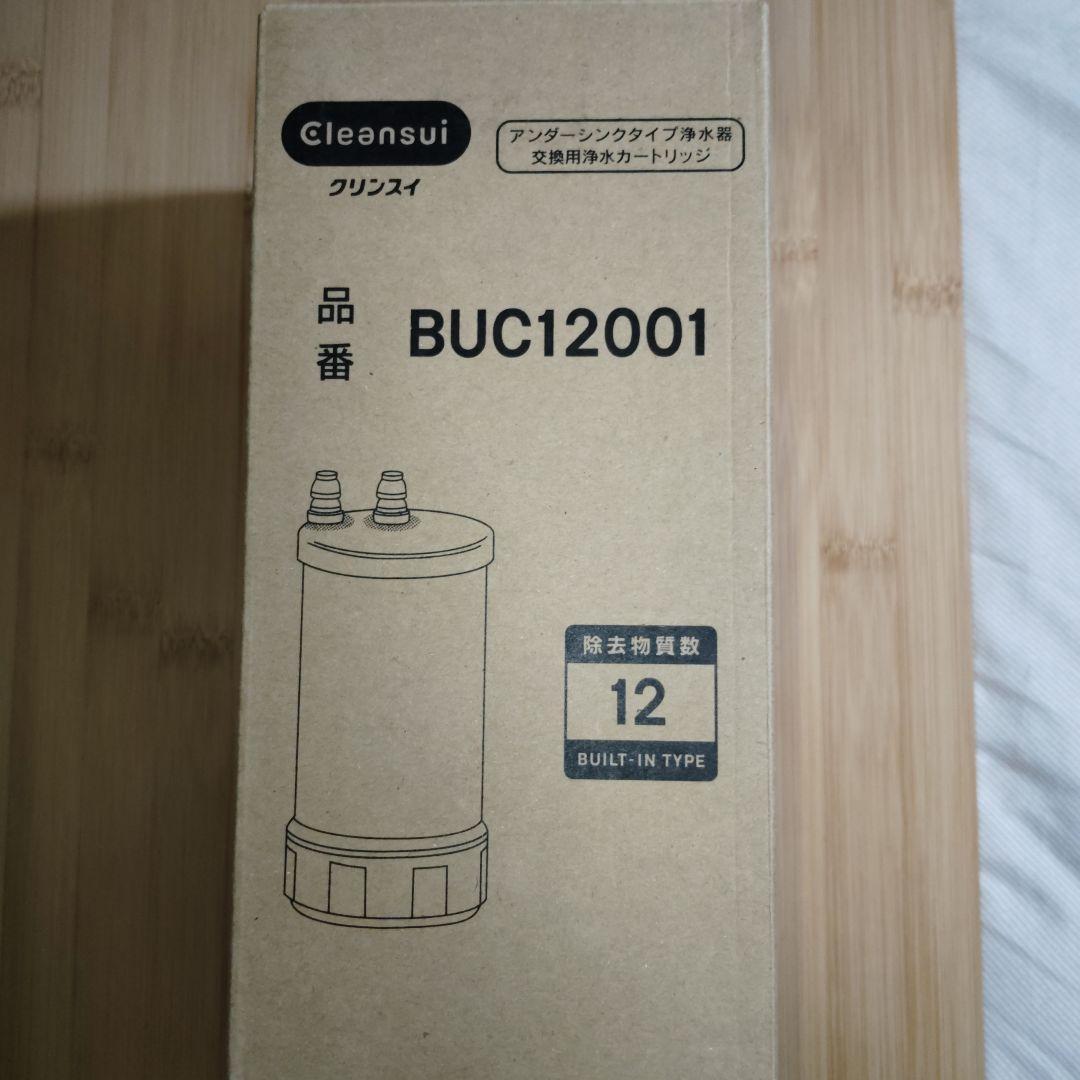 Cleansui
クリンスイ
アンダーシンクタイプ浄水器
交換用浄水カートリッジ
品番
BUC12001
除去物質数
12
BUILT-IN TYPE